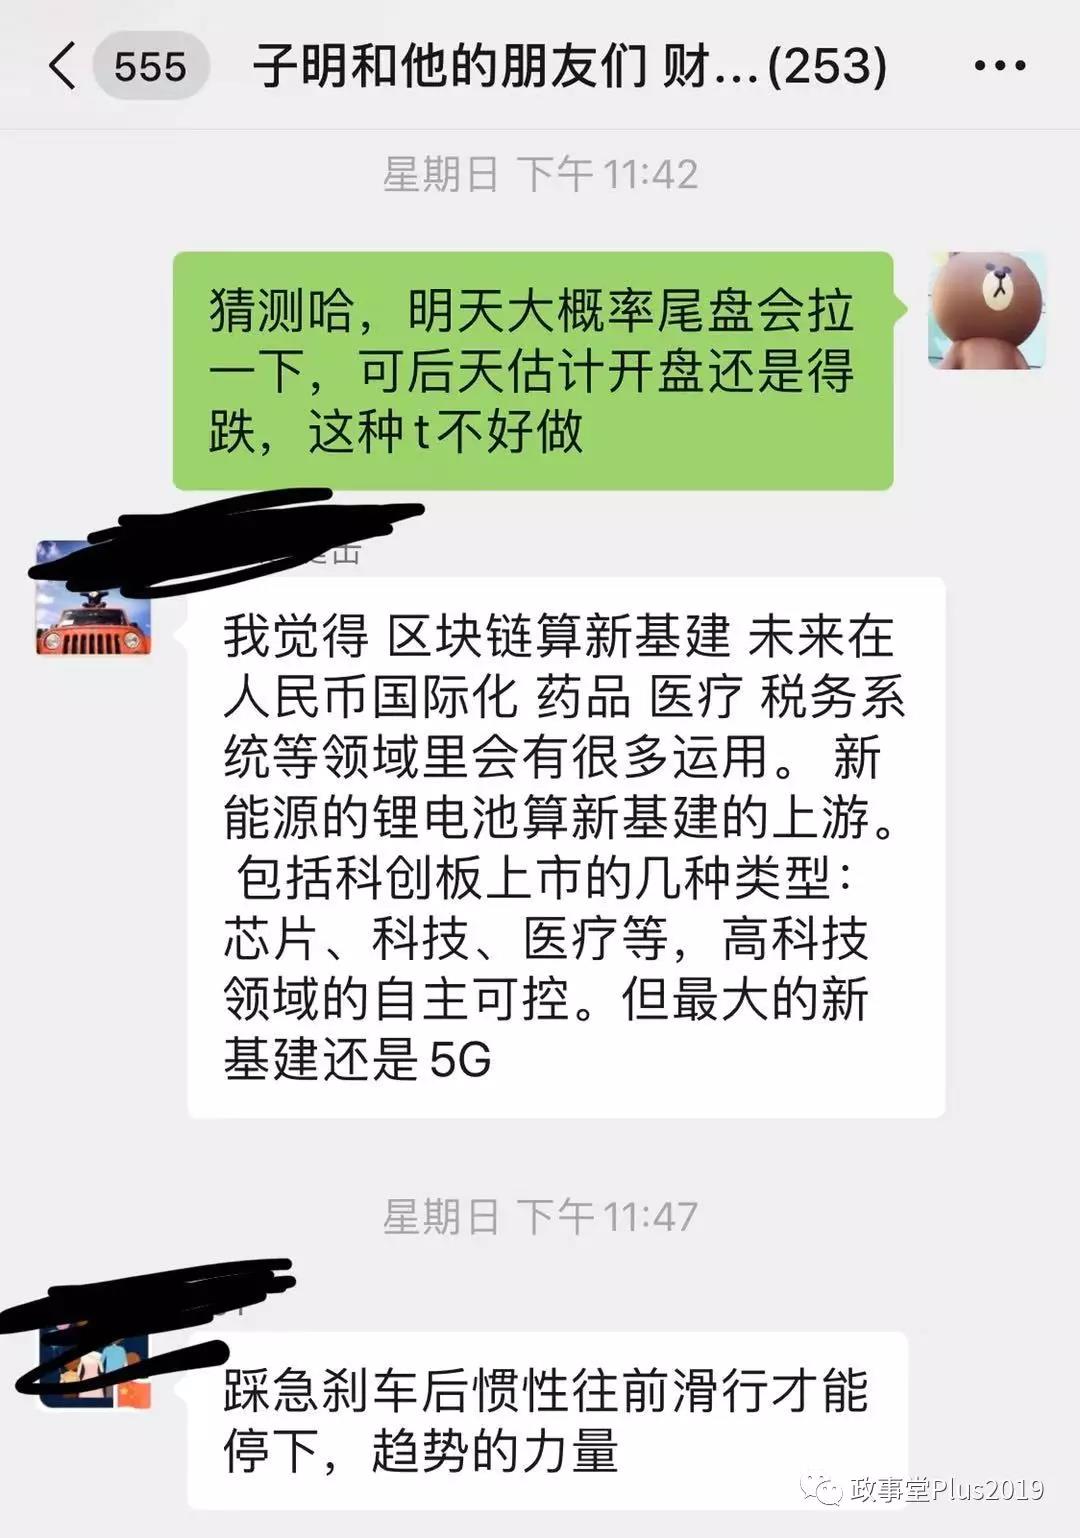 555
子明和他的朋友们 财...(253)
星期日 下午 11:42
猜测哈，明天大概率尾盘会拉
一下，可后天估计开盘还是得
跌，这种t不好做
击
我觉得 区块链算新基建 未来在
人民币国际化 药品 医疗 税务系
统等领域里会有很多运用。 新
能源的锂电池算新基建的上游。
包括科创板上市的几种类型：
芯片、科技、医疗等，高科技
领域的自主可控。但最大的新
基建还是5G
星期日 下午 11:47
踩急刹车后惯性往前滑行才能
停下，趋势的力量
政事堂Plus2019